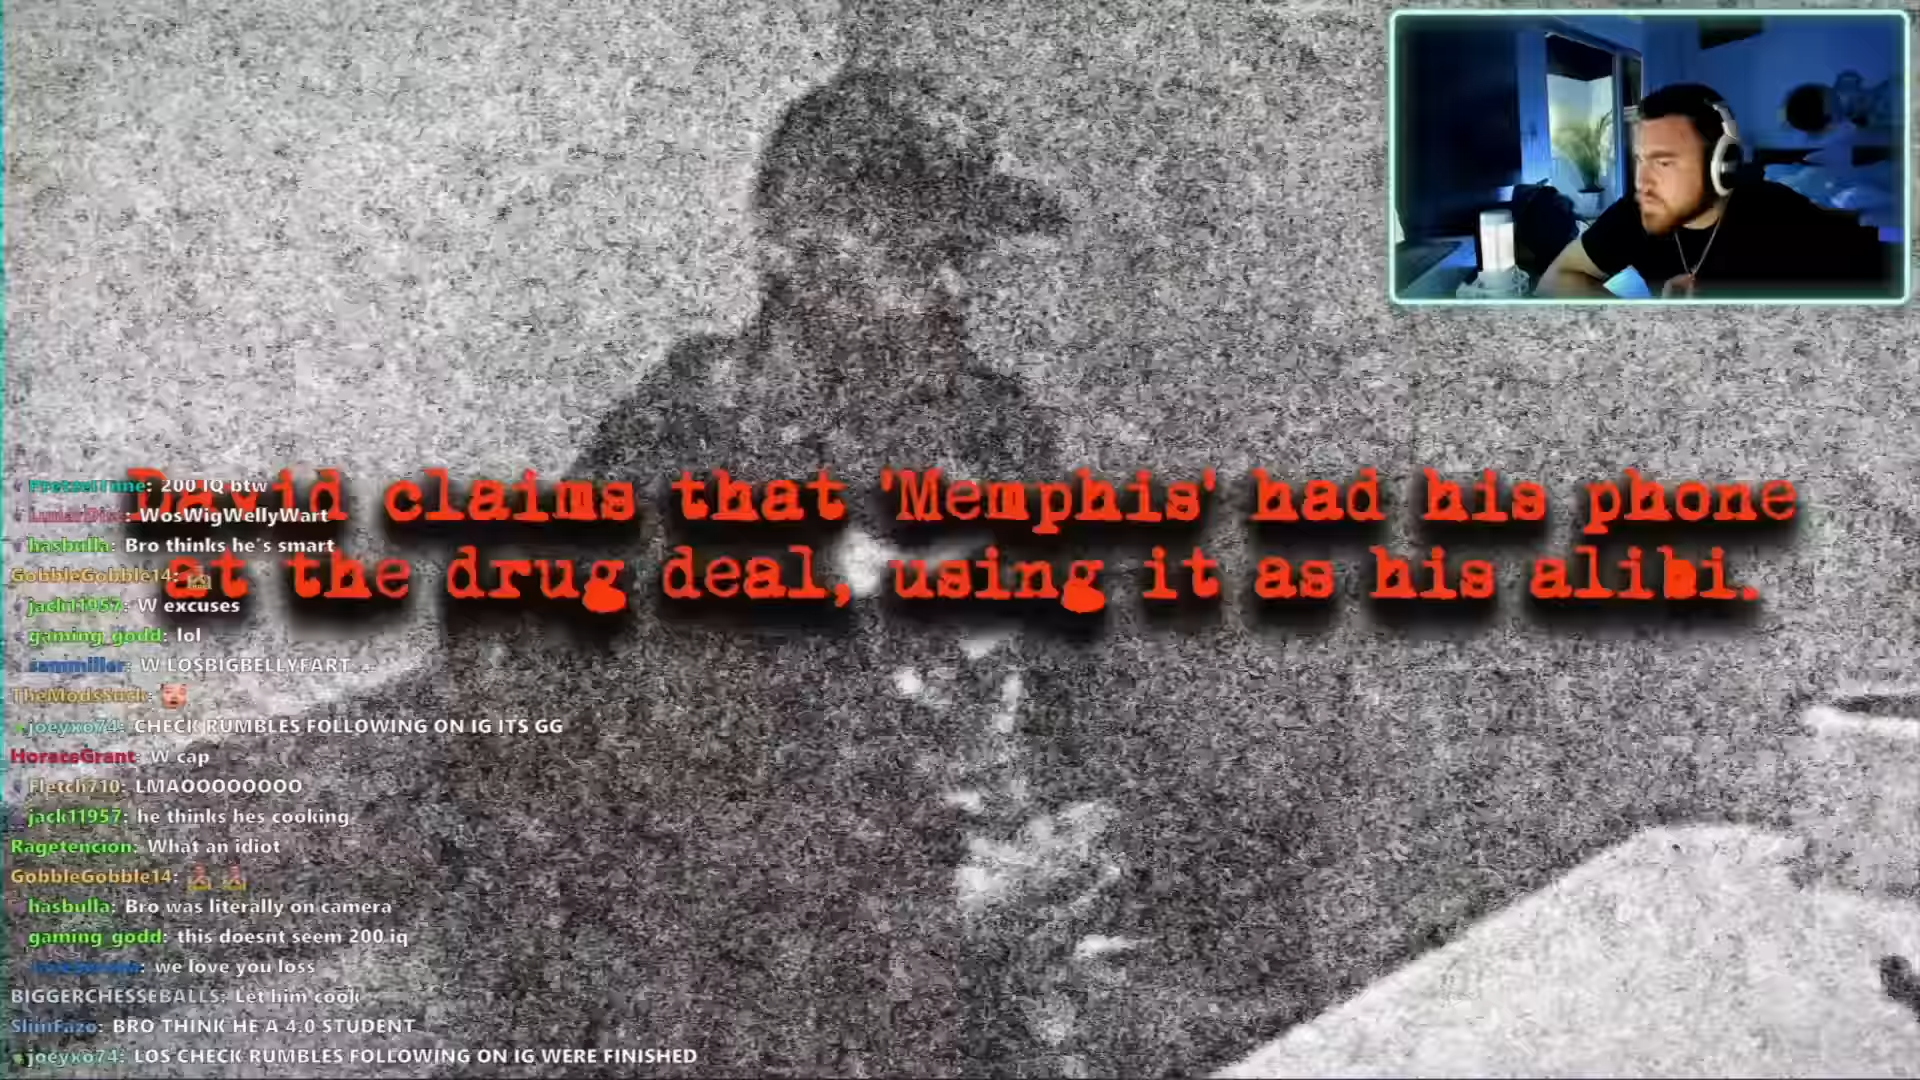 David claims that 'Memphis' had his phone
at the drug deal, using it as his alibi.
PretzelTime: 200 IQ btw
: WosWigWellyWart
hasbulla: Bro thinks he's smart
GobbleGobble14:
jack11957: W excuses
gaming_godd: lol
sammiller: W LOSBIGBELLYFART
TheModsSuck:
joeyxo74: CHECK RUMBLES FOLLOWING ON IG ITS GG
HoraceGrant: W cap
Fletch710: LMAOOOOOOOO
jack11957: he thinks hes cooking
Ragetencion: What an idiot
GobbleGobble14:
hasbulla: Bro was literally on camera
gaming_godd: this doesnt seem 200 iq
: we love you loss
BIGGERCHESSEBALLS: Let him cook
SlimFazo: BRO THINK HE A 4.0 STUDENT
joeyxo74: LOS CHECK RUMBLES FOLLOWING ON IG WERE FINISHED